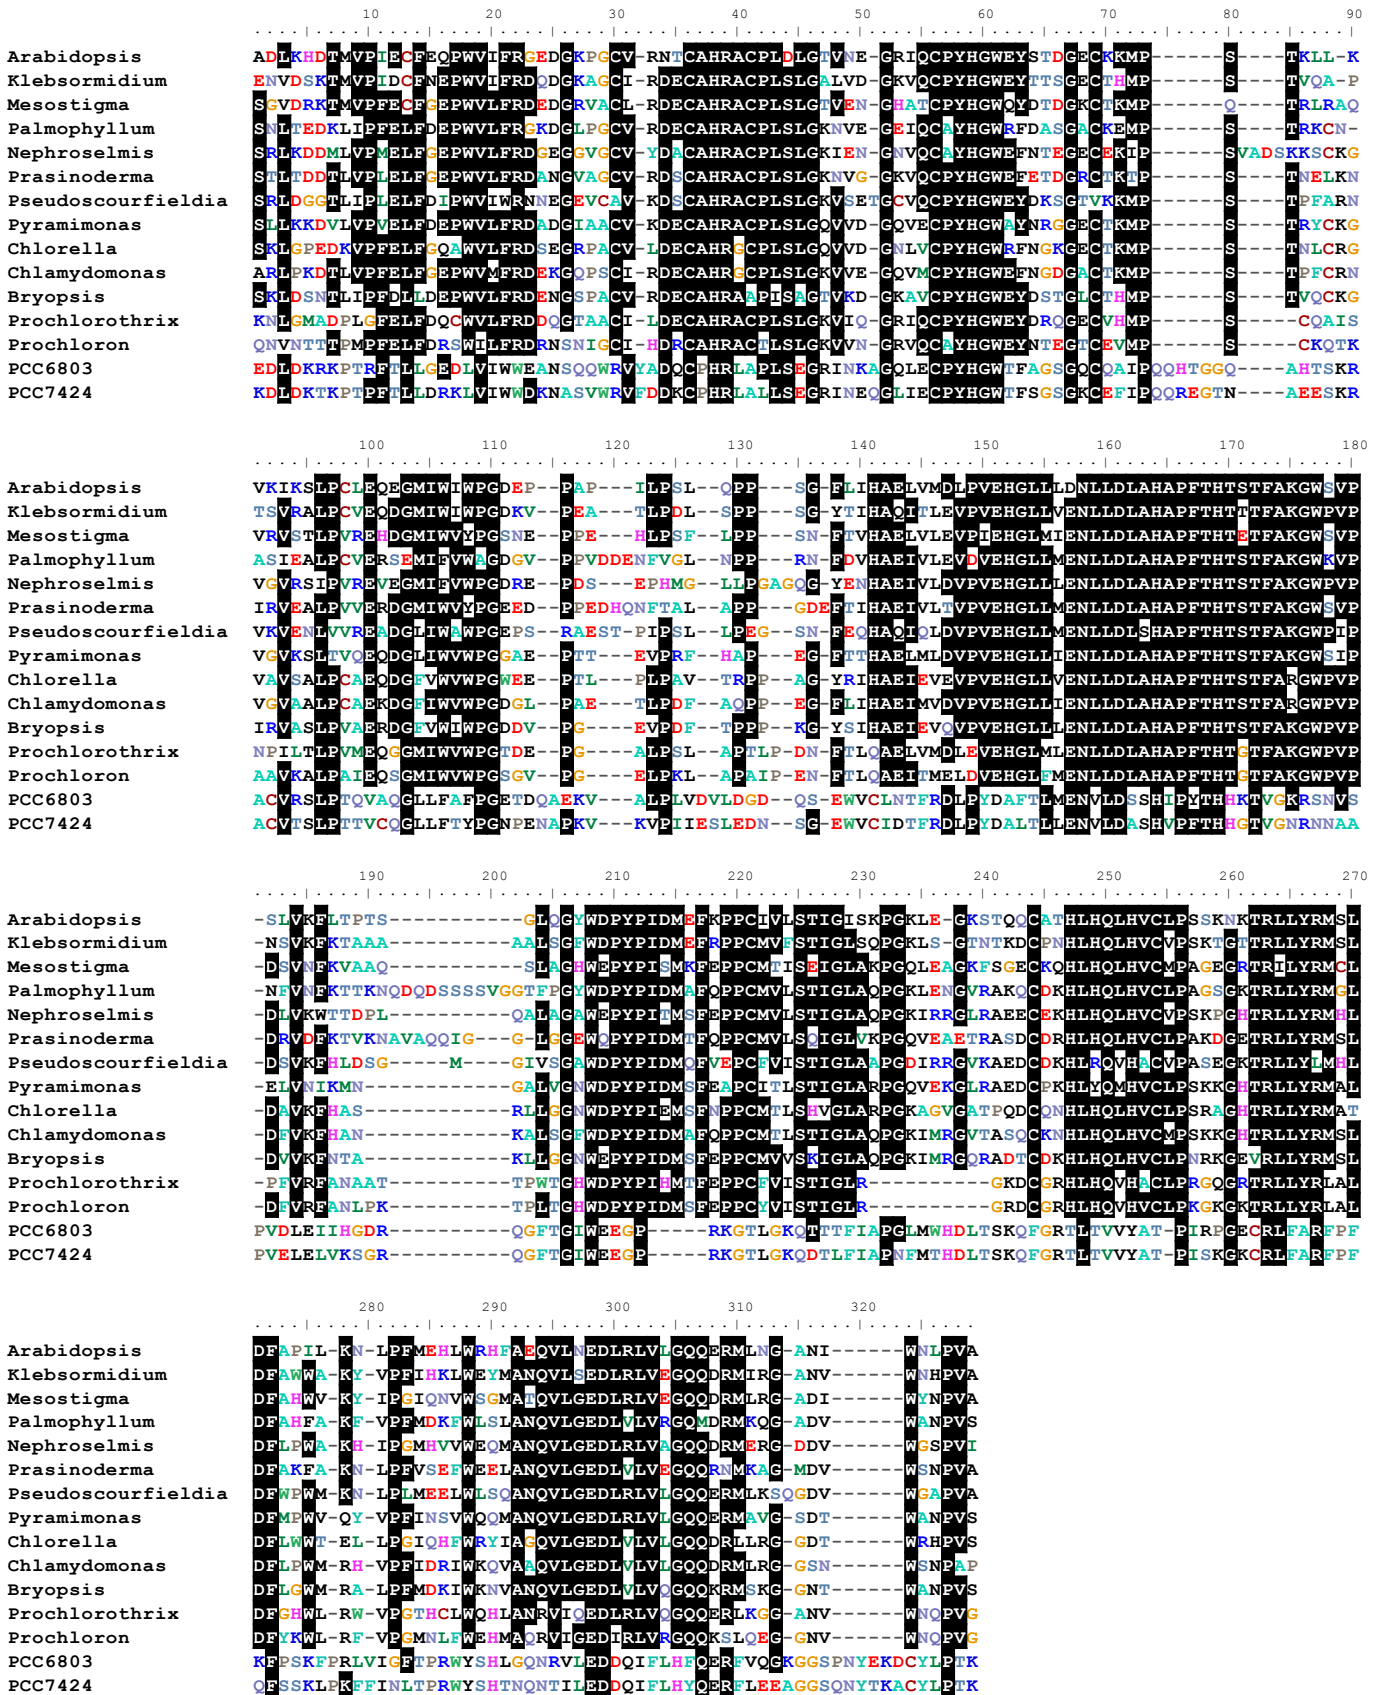 10 20 30 40 50 60 70 80 90
Arabidopsis ADLKHDTMVPIECFEQPWVIFRGEDGKPGCV-RNTCAHRACPLDLGTVNE-GRIQCPYHGWEYSTDGECKKMP------S----TKLL-K
Klebsormidium ENVDSKTMVPIDCFNEPWVIFRDQDGKAGCI-RDECAHRACPLSLGALVD-GKVQCPYHGWEYTTSGECTHMP------S----TVQA-P
Mesostigma SGVDRKTMVPFECFGEPWVLFRDEDGRVACL-RDECAHRACPLSLGTVEN-GHATCPYHGWQYDTDGKCTKMP------Q----TRLRAQ
Palmophyllum SNLTEDKLIPFELFDEPWVLFRGKDGLPGCV-RDECAHRACPLSLGKNVE-GEIQCAYHGWRFDASGACKEMP------S----TRKCN-
Nephroselmis SRLKDDMLVPMELFGEPWVLFRDGEGGVGCV-YDACAHRACPLSLGKIEN-GNVQCAYHGWEFNTEGECEKIP------SVADSKKSCKG
Prasinoderma STLTDDTLVPLELFGEPWVLFRDANGVAGCV-RDSCAHRACPLSLGKNVG-GKVQCPYHGWEFETDGRCTKTP------S----TNELKN
Pseudoscourfieldia SRLDGGTLIPLELFDIPWVIWRNNEGEVCAV-KDSCAHRACPLSLGKVSETGCVQCPYHGWEYDKSGTVKKMP------S----TPFARN
Pyramimonas SLLKKDVLVPVELFDEPWVLFRDADGIAACV-KDECAHRACPLSLGQVVD-GQVECPYHGWAYNRGGECTKMP------S----TRYCKG
Chlorella SKLGPEDKVPFELFGQAWVLFRDSEGRPACV-LDECAHRGCPLSLGQVVD-GNLVCPYHGWRFNGKGECTKMP------S----TNLCRG
Chlamydomonas ARLPKDTLVPFELFGEPWVMFRDEKGQPSCI-RDECAHRGCPLSLGKVVE-GQVMCPYHGWEFNGDGACTKMP------S----TPFCRN
Bryopsis SKLDSNTLIPFDLLDEPWVLFRDENGSPACV-RDECAHRAAPISAGTVKD-GKAVCPYHGWEYDSTGLCTHMP------S----TVQCKG
Prochlorothrix KNLGMADPLGFELFDQCWVLFRDDQGTAACI-LDECAHRACPLSLGKVIQ-GRIQCPYHGWEYDRQGECVHMP------S-----CQAIS
Prochloron QNVNTTTPMPFELFDRSWILFRDRNSNIGCI-HDRCAHRACTLSLGKVVN-GRVQCAYHGWEYNTEGTCEVMP------S-----CKQTK
PCC6803 EDLDKRKPTRFTLLGEDLVIWWEANSQQWRVYADQCPHRLAPLSEGRINKAGQLECPYHGWTFAGSGQCQAIPQQHTGGQ----AHTSKR
PCC7424 KDLDKTKPTPFTLLDRKLVIWWDKNASVWRVFDDKCPHRLALLSEGRINEQGLIECPYHGWTFSGSGKCEFIPQQREGTN----AEESKR
100 110 120 130 140 150 160 170 180
Arabidopsis VKIKSLPCLEQEGMIWIWPGDEP--PAP---ILPSL--QPP---SG-FLIHAELVMDLPVEHGLLLDNLLDLAHAPFTHTSTFAKGWSVP
Klebsormidium TSVRALPCVEQDGMIWIWPGDKV--PEA---TLPDL--SPP---SG-YTIHAQITLEVPVEHGLLVENLLDLAHAPFTHTTTFAKGWPVP
Mesostigma VRVSTLPVREHDGMIWVYPGSNE--PPE---HLPSF--LPP---SN-FTVHAELVLEVPIEHGLMIENLLDLAHAPFTHTETFAKGWSVP
Palmophyllum ASIEALPCVERSEMIFVWAGDGV--PPVDDENFVGL--NPP---RN-FDVHAEIVLEVDVEHGLLMENLLDLAHAPFTHTSTFAKGWKVP
Nephroselmis VGVRSIPVREVEGMIFVWPGDRE--PDS---EPHMG--LLPGAGQG-YENHAEIVLDVPVEHGLLLENLLDLAHAPFTHTSTFAKGWPVP
Prasinoderma IRVEALPVVERDGMIWVYPGEED--PPEDHQNFTAL--APP---GDEFTIHAEIVLTVPVEHGLLMENLLDLAHAPFTHTSTFAKGWSVP
Pseudoscourfieldia VKVENLVVREADGLIWAWPGEPS--RAEST-PIPSL--LPEG--SN-FEQHAQIQLDVPVEHGLLMENLLDLSHAPFTHTSTFAKGWPIP
Pyramimonas VGVKSLTVQEQDGLIWVWPGGAE--PTT---EVPRF--HAP---EG-FTTHAELMLDVPVEHGLLIENLLDLAHAPFTHTSTFAKGWSIP
Chlorella VAVSALPCAEQDGFVWVWPGWEE--PTL---PLPAV--TRPP--AG-YRIHAEIEVEVPVEHGLLVENLLDLAHAPFTHTSTFARGWPVP
Chlamydomonas VGVAALPCAEKDGFIWVWPGDGL--PAE---TLPDF--AQPP--EG-FLIHAEIMVDVPVEHGLLIENLLDLAHAPFTHTSTFARGWPVP
Bryopsis IRVASLPVAERDGFVWIWPGDDV--PG----EVPDF--TPPP--KG-YSIHAEIEVQVPVEHGLLLENLLDLAHAPFTHTSTFAKGWPVP
Prochlorothrix NPILTLPVMEQGGMIWVWPGTDE--PG----ALPSL--APTLP-DN-FTLQAELVMDLEVEHGLMLENLLDLAHAPFTHTGTFAKGWPVP
Prochloron AAVKALPAIEQSGMIWVWPGSGV--PG----ELPKL--APAIP-EN-FTLQAEITMELDVEHGLFMENLLDLAHAPFTHTGTFAKGWPVP
PCC6803 ACVRSLPTQVAQGLLFAFPGETDQAEKV---ALPLVDVLDGD--QS-EWVCLNTFRDLPYDAFTLMENVLDSSHIPYTHHKTVGKRSNVS
PCC7424 ACVTSLPTTVCQGLLFTYPGNPENAPKV---KVPIIESLEDN--SG-EWVCIDTFRDLPYDALTLLENVLDASHVPFTHHGTVGNRNNAA
190 200 210 220 230 240 250 260 270
Arabidopsis -SLVKFLTPTS-----------GLQGYWDPYPIDMEFKPPCIVLSTIGISKPGKLE-GKSTQQCATHLHQLHVCLPSSKNKTRLLYRMSL
Klebsormidium -NSVKFKTAAA----------AALSGFWDPYPIDMEFRPPCMVFSTIGLSQPGKLS-GTNTKDCPNHLHQLHVCVPSKTGTTRLLYRMSL
Mesostigma -DSVNFKVAAQ-----------SLAGHWEPYPISMKFEPPCMTISEIGLAKPGQLEAGKFSGECKQHLHQLHVCMPAGEGRTRILYRMCL
Palmophyllum -NFVNFKTTKNQDQDSSSSVGGTFPGYWDPYPIDMAFQPPCMVLSTIGLAQPGKLENGVRAKQCDKHLHQLHVCLPAGSGKTRLLYRMGL
Nephroselmis -DLVKWTTDPL----------QALAGAWEPYPITMSFEPPCMVLSTIGLAQPGKIRRGLRAEECEKHLHQLHVCVPSKPGHTRLLYRMHL
Prasinoderma -DRVDFKTVKNAVAQQIG---G-LGGEWQPYPIDMTFQPPCMVLSQIGLVKPGQVEAETRASDCDRHLHQLHVCLPAKDGETRLLYRMSL
Pseudoscourfieldia -DSVKFHLDSG-----M----GIVSGAWDPYPIDMQFVEPCFVISTIGLAAPGDIRRGVKAEDCDKHLRQVHACVPASEGKTRLLYLMHL
Pyramimonas -ELVNIKMN------------GALVGNWDPYPIDMSFEAPCITLSTIGLARPGQVEKGLRAEDCPKHLYQMHVCLPSKKGHTRLLYRMAL
Chlorella -DAVKFHAS------------RLLGGNWDPYPIEMSFNPPCMTLSHVGLARPGKAGVGATPQDCQNHLHQLHVCLPSRAGHTRLLYRMAT
Chlamydomonas -DFVKFHAN------------KALSGFWDPYPIDMAFQPPCMTLSTIGLAQPGKIMRGVTASQCKNHLHQLHVCMPSKKGHTRLLYRMSL
Bryopsis -DVVKFNTA------------KLLGGNWEPYPIDMSFEPPCMVVSKIGLAQPGKIMRGQRADTCDKHLHQLHVCLPNRKGEVRLLYRMSL
Prochlorothrix -PFVRFANAAT----------TPWTGHWDPYPIHMTFEPPCFVISTIGLR----------GKDCGRHLHQVHACLPRGQGRTRLLYRLAL
Prochloron -DFVRFANLPK----------TPLTGHWDPYPIDMSFEPPCYVISTIGLR----------GRDCGRHLHQVHVCLPKGKGKTRLLYRLAL
PCC6803 PVDLEIIHGDR----------QGFTGIWEEGP-----RKGTLGKQTTTFIAPGLMWHDLTSKQFGRTLTVVYAT-PIRPGECRLFARFPF
PCC7424 PVELELVKSGR----------QGFTGIWEEGP-----RKGTLGKQDTLFIAPNFMTHDLTSKQFGRTLTVVYAT-PISKGKCRLFARFPF
280 290 300 310 320
Arabidopsis DFAPIL-KN-LPFMEHLWRHFAEQVLNEDLRLVLGQQERMLNG-ANI------WNLPVA
Klebsormidium DFAWWA-KY-VPFIHKLWEYMANQVLSEDLRLVEGQQDRMIRG-ANV------WNHPVA
Mesostigma DFAHWV-KY-IPGIQNVWSGMATQVLGEDLRLVEGQQDRMLRG-ADI------WYNPVA
Palmophyllum DFAHFA-KF-VPFMDKFWLSLANQVLGEDLVLVRGQMDRMKQG-ADV------WANPVS
Nephroselmis DFLPWA-KH-IPGMHVVWEQMANQVLGEDLRLVAGQQDRMERG-DDV------WGSPVI
Prasinoderma DFAKFA-KN-LPFVSEFWEELANQVLGEDLVLVEGQQRNMKAG-MDV------WSNPVA
Pseudoscourfieldia DFWPWM-KN-LPLMEELWLSQANQVLGEDLRLVLGQQERMLKSQGDV------WGAPVA
Pyramimonas DFMPWV-QY-VPFINSVWQQMANQVLGEDLRLVLGQQERMAVG-SDT------WANPVS
Chlorella DFLWWT-EL-LPGIQHFWRYIAGQVLGEDLVLVLGQQDRLLRG-GDT------WRHPVS
Chlamydomonas DFLPWM-RH-VPFIDRIWKQVAAQVLGEDLVLVLGQQDRMLRG-GSN------WSNPAP
Bryopsis DFLGWM-RA-LPFMDKIWKNVANQVLGEDLVLVQGQQKRMSKG-GNT------WANPVS
Prochlorothrix DFGHWL-RW-VPGTHCLWQHLANRVIQEDLRLVQGQQERLKGG-ANV------WNQPVG
Prochloron DFYKWL-RF-VPGMNLFWEHMAQRVIGEDIRLVRGQQKSLQEG-GNV------WNQPVG
PCC6803 KFPSKFPRLVIGFTPRWYSHLGQNRVLEDDQIFLHFQERFVQGKGGSPNYEKDCYLPTK
PCC7424 QFSSKLPKFFINLTPRWYSHTNQNTILEDDQIFLHYQERFLEEAGGSQNYTKACYLPTK